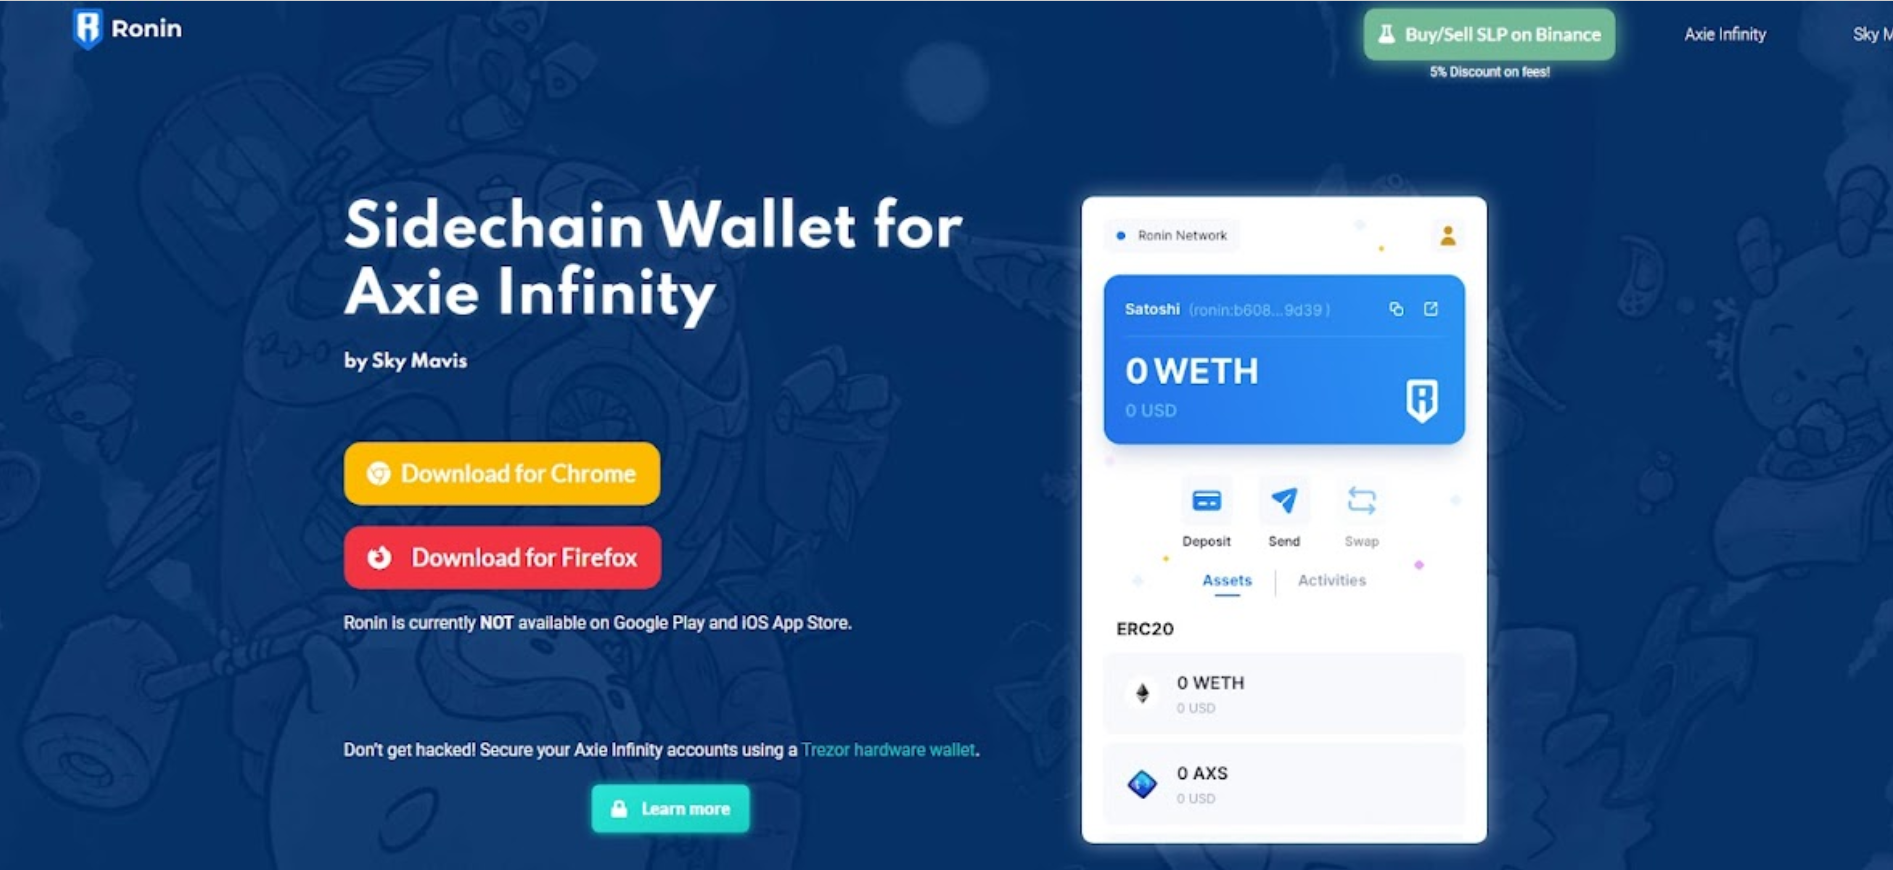 Ronin
Buy/Sell SLP on Binance
5% Discount on fees!
Axie Infinity
Sky M
Sidechain Wallet for
Axie Infinity
by Sky Mavis
Download for Chrome
Download for Firefox
Ronin is currently NOT available on Google Play and iOS App Store.
Don't get hacked! Secure your Axie Infinity accounts using a Trezor hardware wallet.
Learn more
Ronin Network
Satoshi (ronin:b608...9d39)
0 WETH
0 USD
Deposit Send Swap
Assets Activities
ERC20
0 WETH
0 USD
0 AXS
0 USD